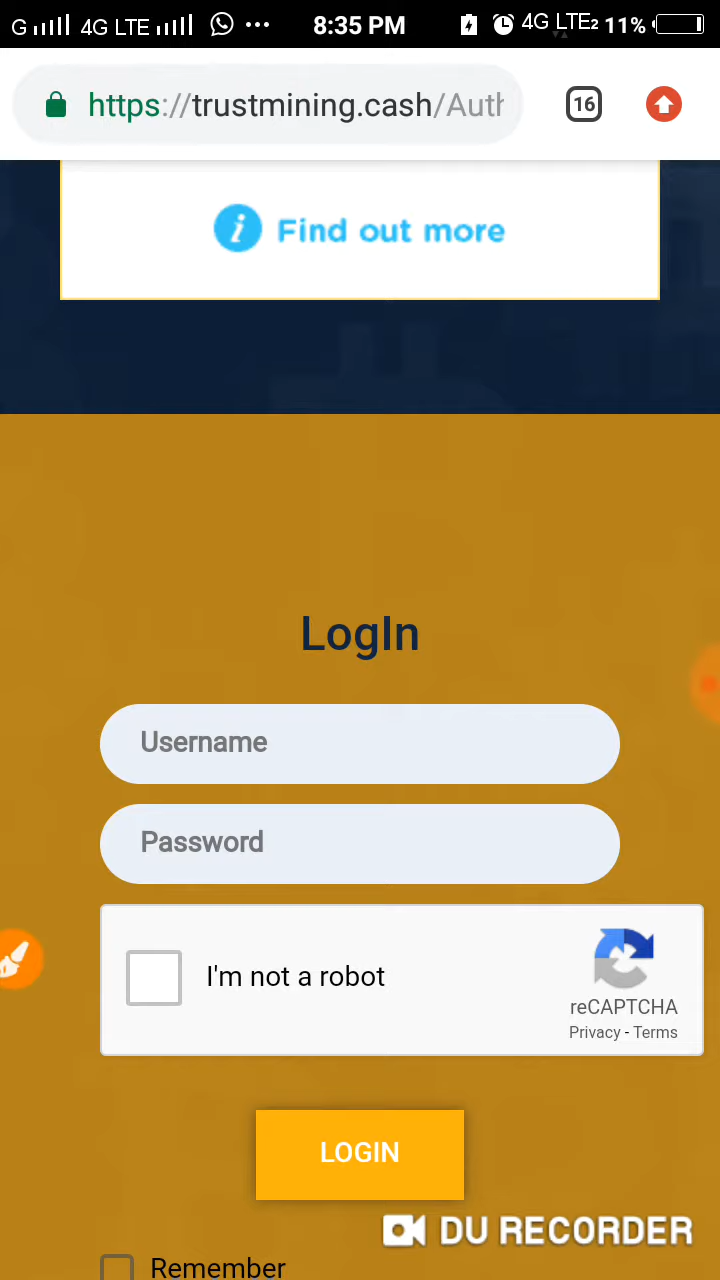 G 4G LTE 8:35 PM 4G LTE2 11%
https://trustmining.cash/Auth
16
i Find out more
LogIn
Username
Password
I'm not a robot
reCAPTCHA
Privacy - Terms
LOGIN
DU RECORDER
Remember